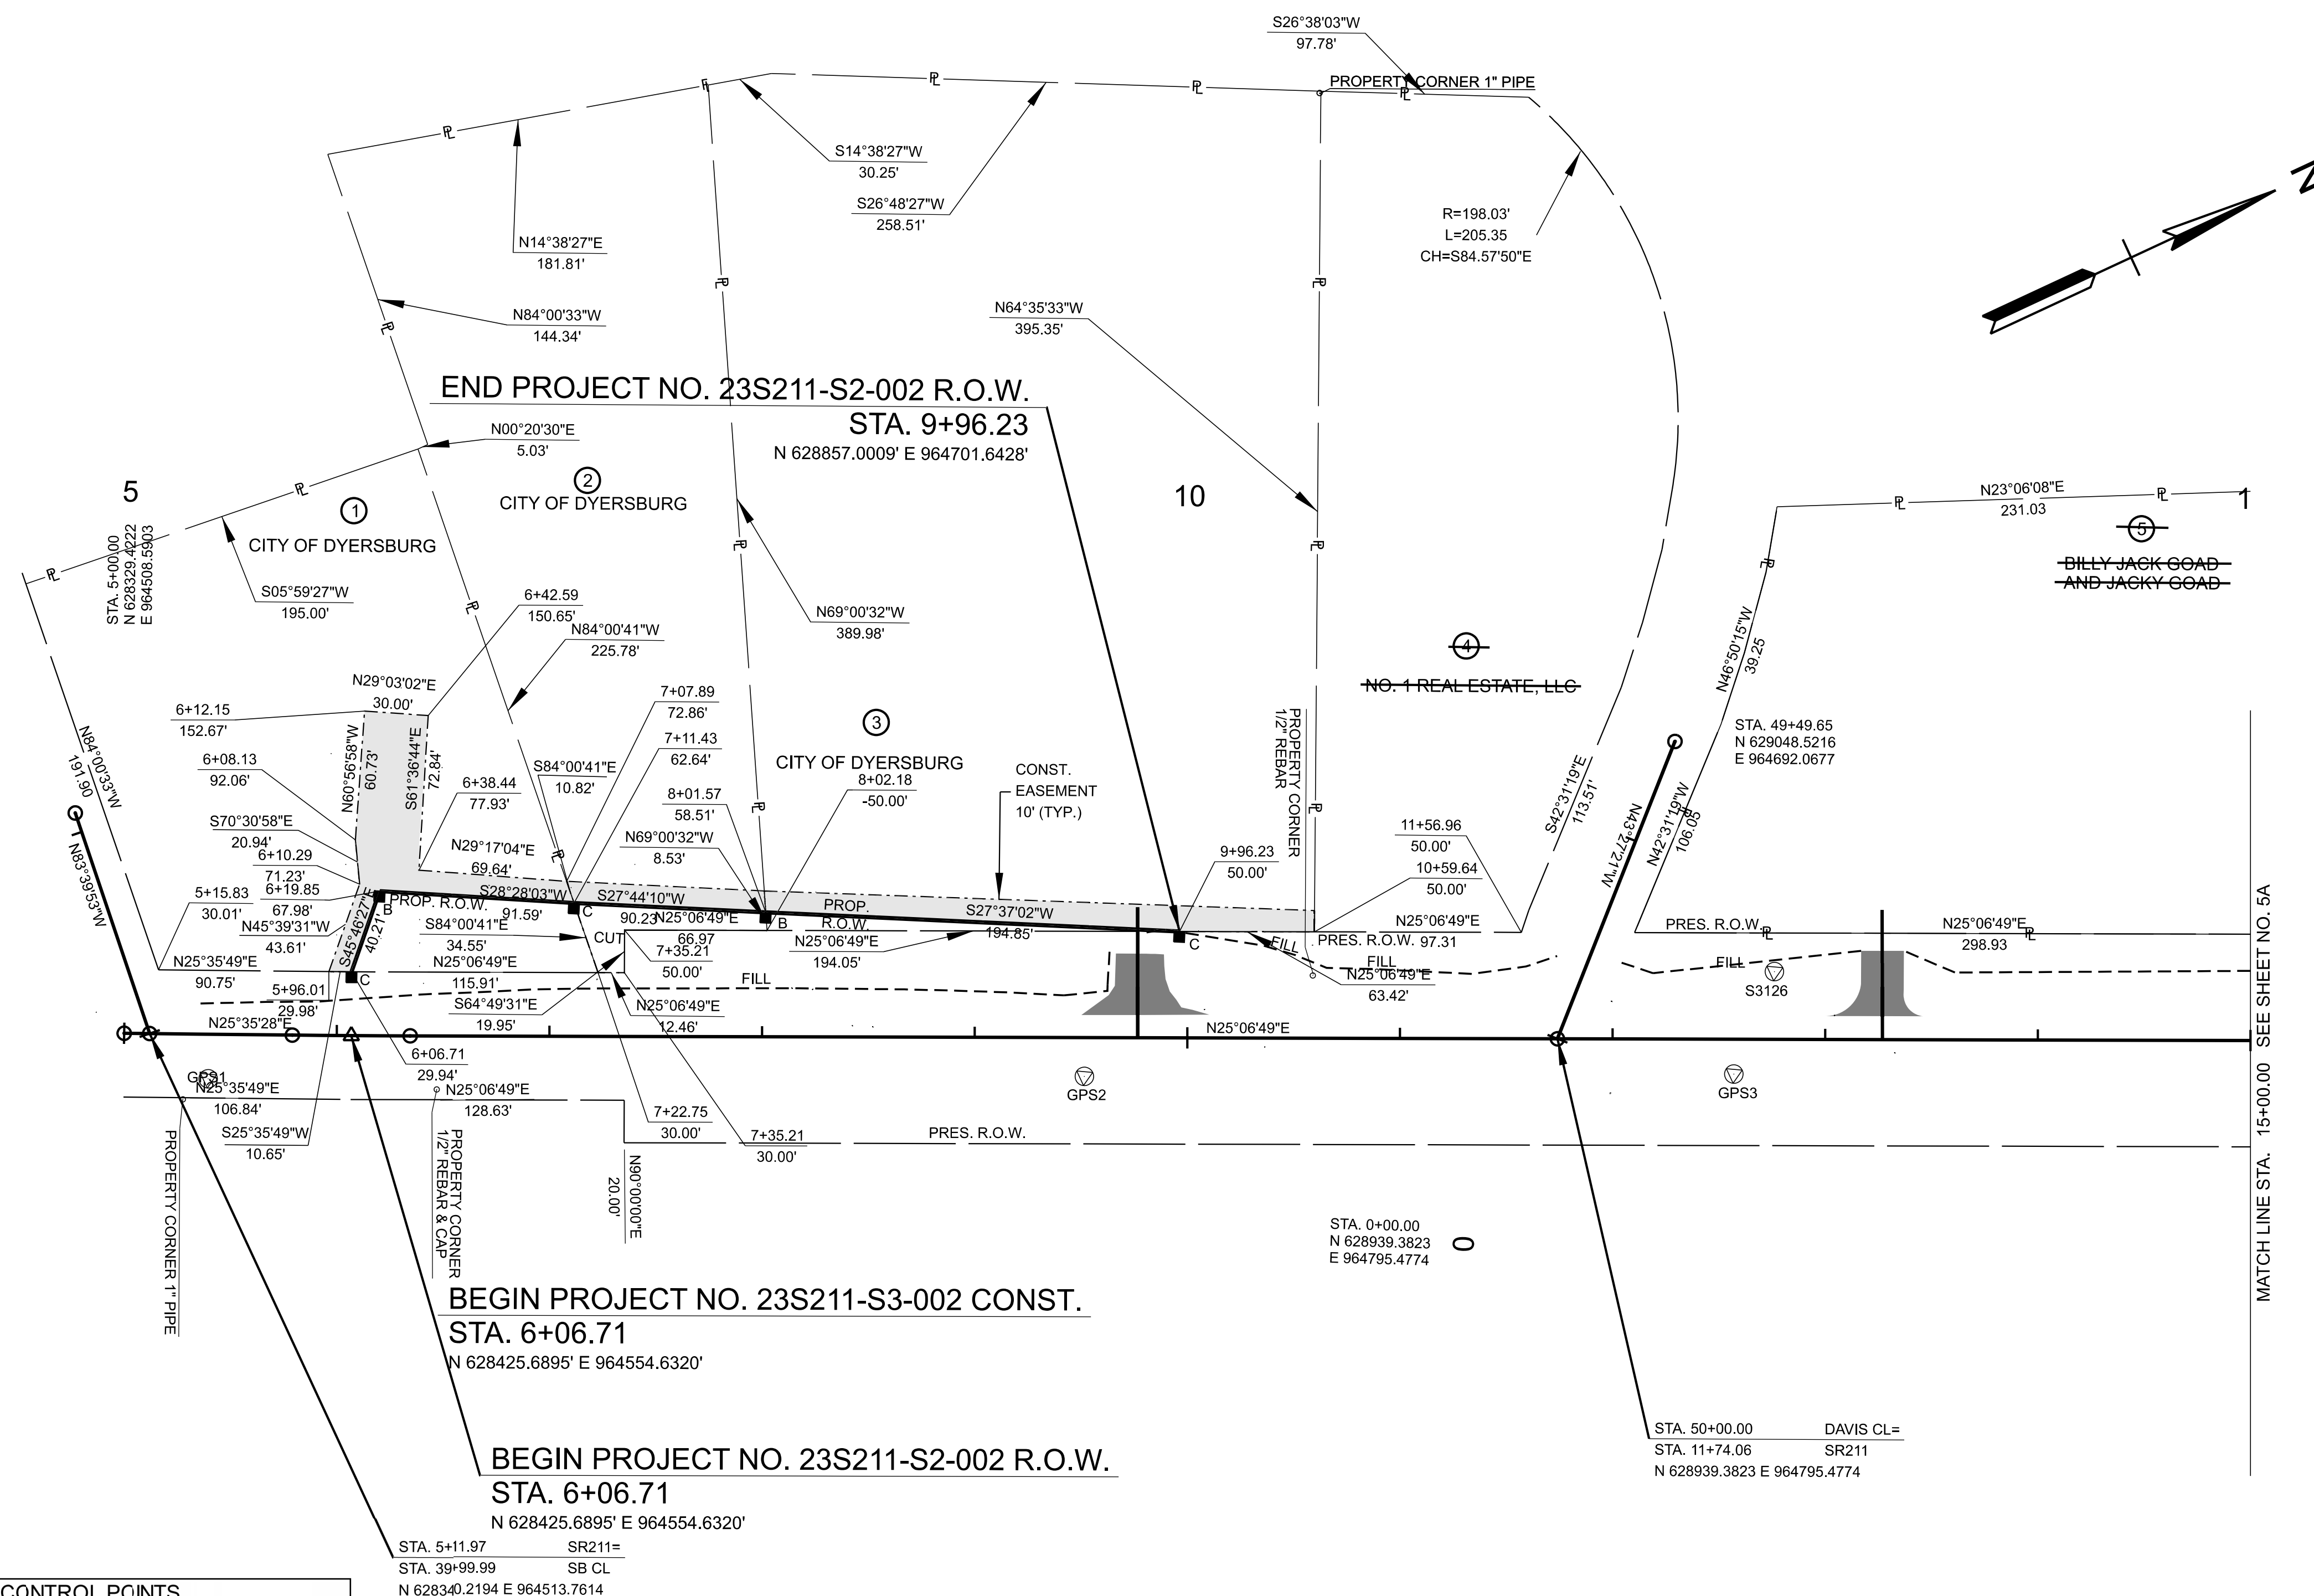 S26°38'03"W
97.78'
PROPERTY CORNER 1" PIPE
S14°38'27"W
30.25'
S26°48'27"W
258.51'
R=198.03'
L=205.35
CH=S84.57'50"E
N
N14°38'27"E
181.81'
N84°00'33"W
144.34'
N64°35'33"W
395.35'
END PROJECT NO. 23S211-S2-002 R.O.W.
STA. 9+96.23
N 628857.0009' E 964701.6428'
N00°20'30"E
5.03'
5
STA. 5+00.00
N 628329.4222
E 964508.5903
1
CITY OF DYERSBURG
2
CITY OF DYERSBURG
10
N23°06'08"E
231.03
1
5
BILLY JACK GOAD
AND JACKY GOAD
S05°59'27"W
195.00'
6+42.59
150.65'
N84°00'41"W
225.78'
N69°00'32"W
389.98'
4
NO. 1 REAL ESTATE, LLC
N46°50'15"W
39.25
N29°03'02"E
30.00'
6+12.15
152.67'
7+07.89
72.86'
3
CITY OF DYERSBURG
PROPERTY CORNER
1/2" REBAR
STA. 49+49.65
N 629048.5216
E 964692.0677
N84°00'33"W
191.90
6+08.13
92.06'
N60°56'58"W
60.73'
S61°36'44"E
72.84'
7+11.43
62.64'
S84°00'41"E
10.82'
6+38.44
77.93'
8+01.57
58.51'
8+02.18
-50.00'
CONST.
EASEMENT
10' (TYP.)
S42°31'19"E
113.51'
N43°27'21"W
N42°31'19"W
106.05
N83°39'53"W
S70°30'58"E
20.94'
6+10.29
71.23'
N29°17'04"E
69.64'
N69°00'32"W
8.53'
9+96.23
50.00'
11+56.96
50.00'
10+59.64
50.00'
5+15.83
30.01'
6+19.85
67.98'
N45°39'31"W
43.61'
S45°46'27"E
40.21'
B
PROP. R.O.W.
S28°28'03"W
91.59'
C
S27°44'10"W
90.23'
N25°06'49"E
66.97
B
PROP.
R.O.W.
S27°37'02"W
194.85'
N25°06'49"E
194.05'
C
FILL
PRES. R.O.W.
N25°06'49"E
97.31
PRES. R.O.W.
N25°06'49"E
298.93
S84°00'41"E
34.55'
CUT
7+35.21
50.00'
N25°35'49"E
90.75'
C
N25°06'49"E
115.91'
FILL
FILL
N25°06'49"E
63.42'
FILL
S3126
5+96.01
29.98'
S64°49'31"E
19.95'
N25°06'49"E
12.46'
N25°35'28"E
N25°06'49"E
6+06.71
29.94'
GPS1
GPS2
GPS3
N25°35'49"E
106.84'
N25°06'49"E
128.63'
7+22.75
30.00'
7+35.21
30.00'
PRES. R.O.W.
S25°35'49"W
10.65'
PROPERTY CORNER 1" PIPE
PROPERTY CORNER
1/2" REBAR & CAP
N90°00'00"E
20.00'
MATCH LINE STA. 15+00.00 SEE SHEET NO. 5A
STA. 0+00.00
N 628939.3823
E 964795.4774
0
BEGIN PROJECT NO. 23S211-S3-002 CONST.
STA. 6+06.71
N 628425.6895' E 964554.6320'
BEGIN PROJECT NO. 23S211-S2-002 R.O.W.
STA. 6+06.71
N 628425.6895' E 964554.6320'
STA. 50+00.00 DAVIS CL=
STA. 11+74.06 SR211
N 628939.3823 E 964795.4774
STA. 5+11.97 SR211=
STA. 39+99.99 SB CL
N 628340.2194 E 964513.7614
CONTROL POINTS